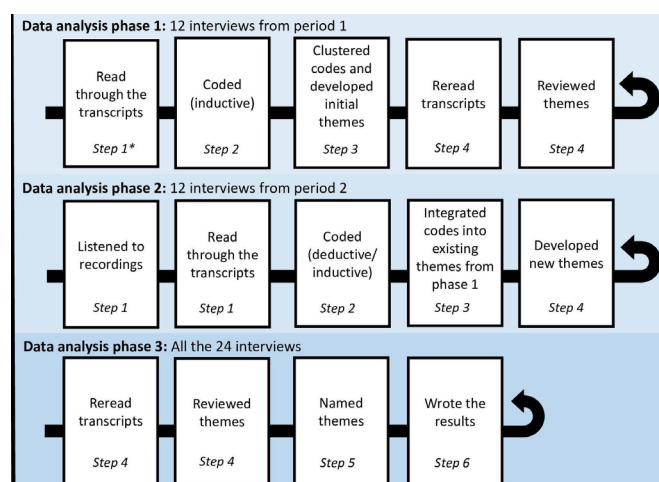 Data analysis phase 1: 12 interviews from period 1
Read
through the
transcripts
Step 1*
Coded
(inductive)
Step 2
Clustered
codes and
developed
initial
themes
Step 3
Reread
transcripts
Step 4
Reviewed
themes
Step 4
Data analysis phase 2: 12 interviews from period 2
Listened to
recordings
Step 1
Read
through the
transcripts
Step 1
Coded
(deductive/
inductive)
Step 2
Integrated
codes into
existing
themes from
phase 1
Step 3
Developed
new themes
Step 4
Data analysis phase 3: All the 24 interviews
Reread
transcripts
Step 4
Reviewed
themes
Step 4
Named
themes
Step 5
Wrote the
results
Step 6